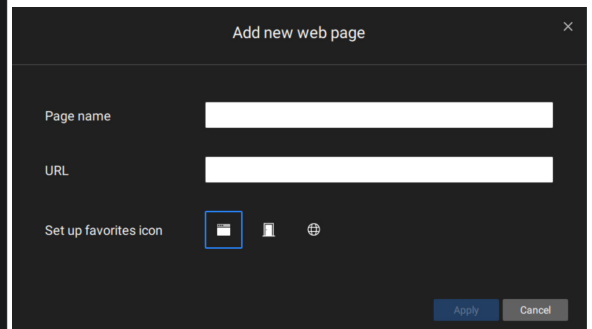 Add new web page
Page name
URL
Set up favorites icon
Apply
Cancel